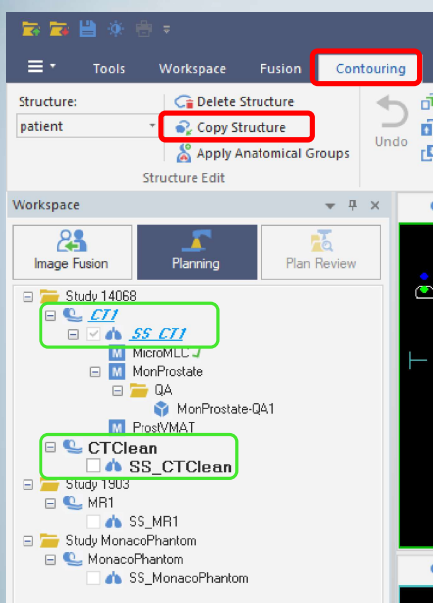 Tools Workspace Fusion Contouring
Structure: Delete Structure
patient Copy Structure
Apply Anatomical Groups
Undo
Structure Edit
Workspace
Image Fusion Planning Plan Review
Study 14068
CT1
SS_CT1
M MicroMLC
M MonProstate
QA
MonProstate-QA1
M ProstVMAT
CTClean
SS_CTClean
Study 1903
MR1
SS_MR1
Study MonacoPhantom
MonacoPhantom
SS_MonacoPhantom